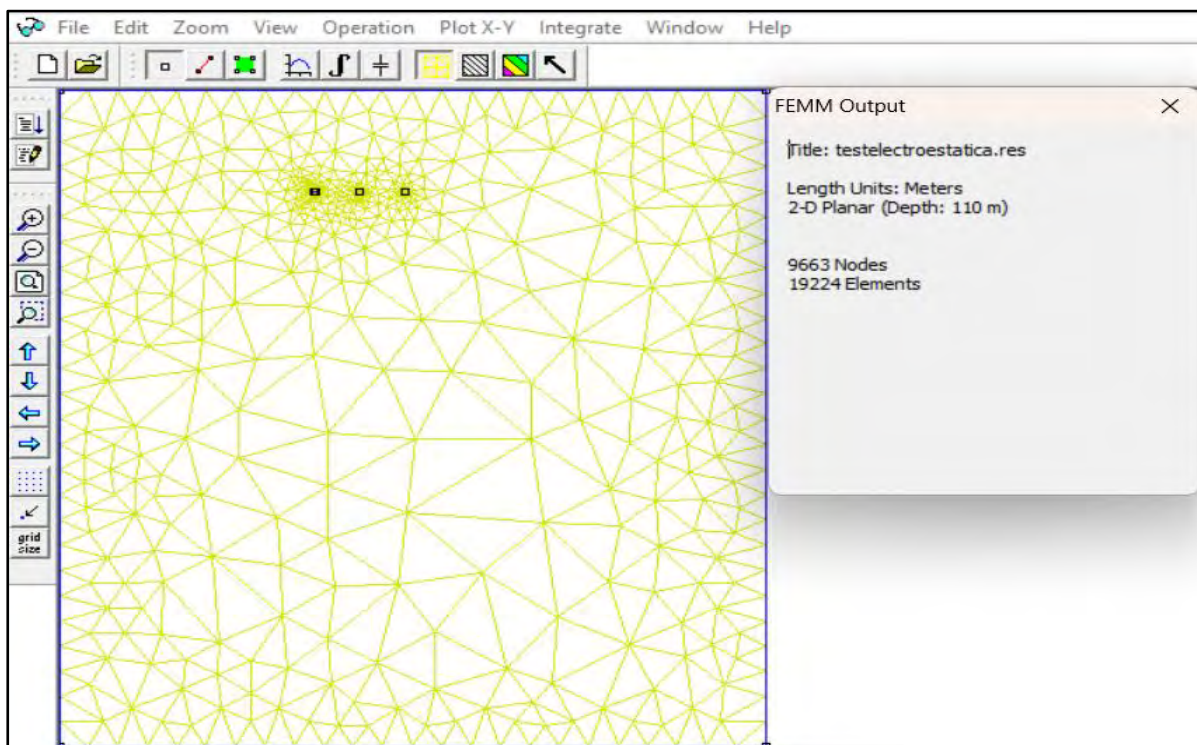 File Edit Zoom View Operation Plot X-Y Integrate Window Help
FEMM Output
Title: testelectroestatica.res
Length Units: Meters
2-D Planar (Depth: 110 m)
9663 Nodes
19224 Elements
grid
size